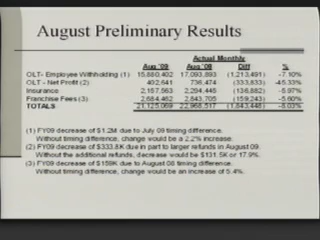 August Preliminary Results
Actual Monthly
Aug '09 Aug '08 Diff %
OLT- Employee Withholding (1) 15,880,402 17,093,893 (1,213,491) -7.10%
OLT - Net Profit (2) 402,641 736,474 (333,833) -45.33%
Insurance 2,157,563 2,294,445 (136,882) -5.97%
Franchise Fees (3) 2,684,462 2,843,705 (159,243) -5.60%
TOTALS 21,125,069 22,968,517 (1,843,448) -8.03%
(1) FY09 decrease of $1.2M due to July 09 timing difference.
Without timing difference, change would be a 2.2% increase.
(2) FY09 decrease of $333.8K due in part to larger refunds in August 09.
Without the additional refunds, decrease would be $131.5K or 17.9%.
(3) FY09 decrease of $159K due to August 08 timing difference.
Without timing difference, change would be an increase of 5.4%.